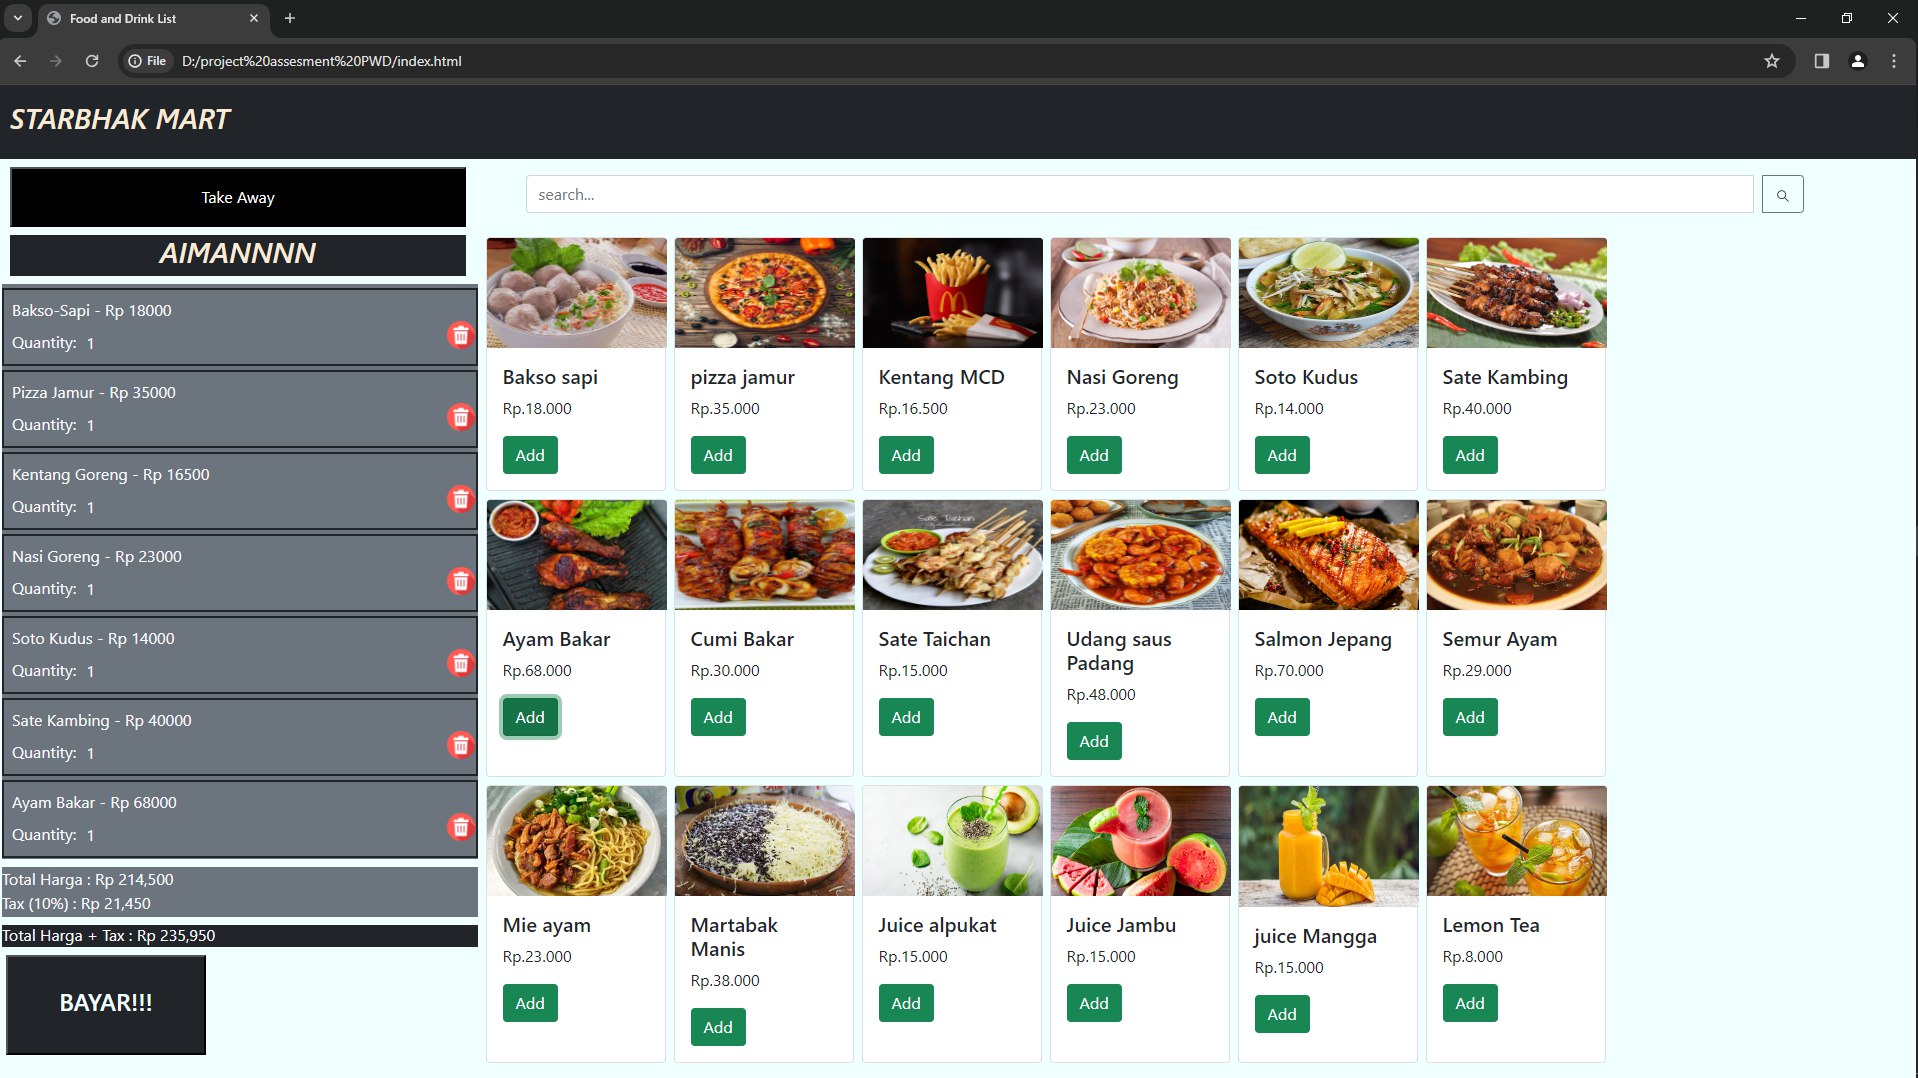 Food and Drink List
File
D:/project%20assesment%20PWD/index.html
STARBHAK MART
Take Away
AIMANNNN
Bakso-Sapi - Rp 18000
Quantity: 1
Pizza Jamur - Rp 35000
Quantity: 1
Kentang Goreng - Rp 16500
Quantity: 1
Nasi Goreng - Rp 23000
Quantity: 1
Soto Kudus - Rp 14000
Quantity: 1
Sate Kambing - Rp 40000
Quantity: 1
Ayam Bakar - Rp 68000
Quantity: 1
Total Harga : Rp 214,500
Tax (10%) : Rp 21,450
Total Harga + Tax : Rp 235,950
BAYAR!!!
search...
Bakso sapi
Rp.18.000
Add
pizza jamur
Rp.35.000
Add
Kentang MCD
Rp.16.500
Add
Nasi Goreng
Rp.23.000
Add
Soto Kudus
Rp.14.000
Add
Sate Kambing
Rp.40.000
Add
Ayam Bakar
Rp.68.000
Add
Cumi Bakar
Rp.30.000
Add
Sate Taichan
Sate Taichan
Rp.15.000
Add
Udang saus
Padang
Rp.48.000
Add
Salmon Jepang
Rp.70.000
Add
Semur Ayam
Rp.29.000
Add
Mie ayam
Rp.23.000
Add
Martabak
Manis
Rp.38.000
Add
Juice alpukat
Rp.15.000
Add
Juice Jambu
Rp.15.000
Add
juice Mangga
Rp.15.000
Add
Lemon Tea
Rp.8.000
Add